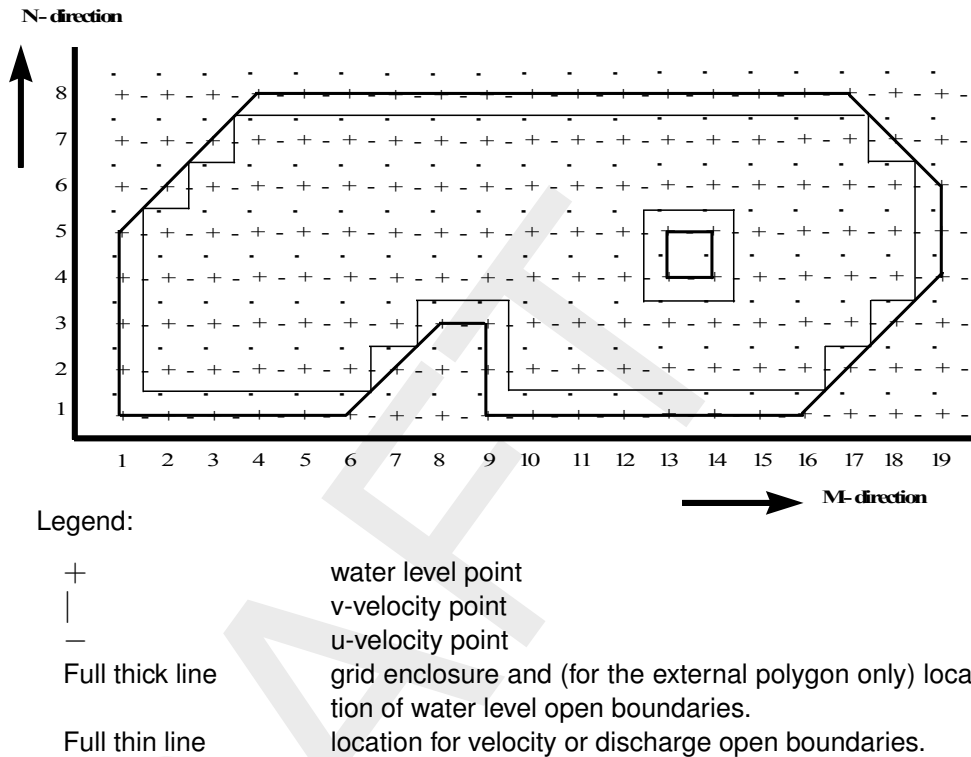 N- direction
8
7
6
5
4
3
2
1
1 2 3 4 5 6 7 8 9 10 11 12 13 14 15 16 17 18 19
M- direction
Legend:
+ water level point
| v-velocity point
− u-velocity point
Full thick line grid enclosure and (for the external polygon only) loca
tion of water level open boundaries.
Full thin line location for velocity or discharge open boundaries.
AFT